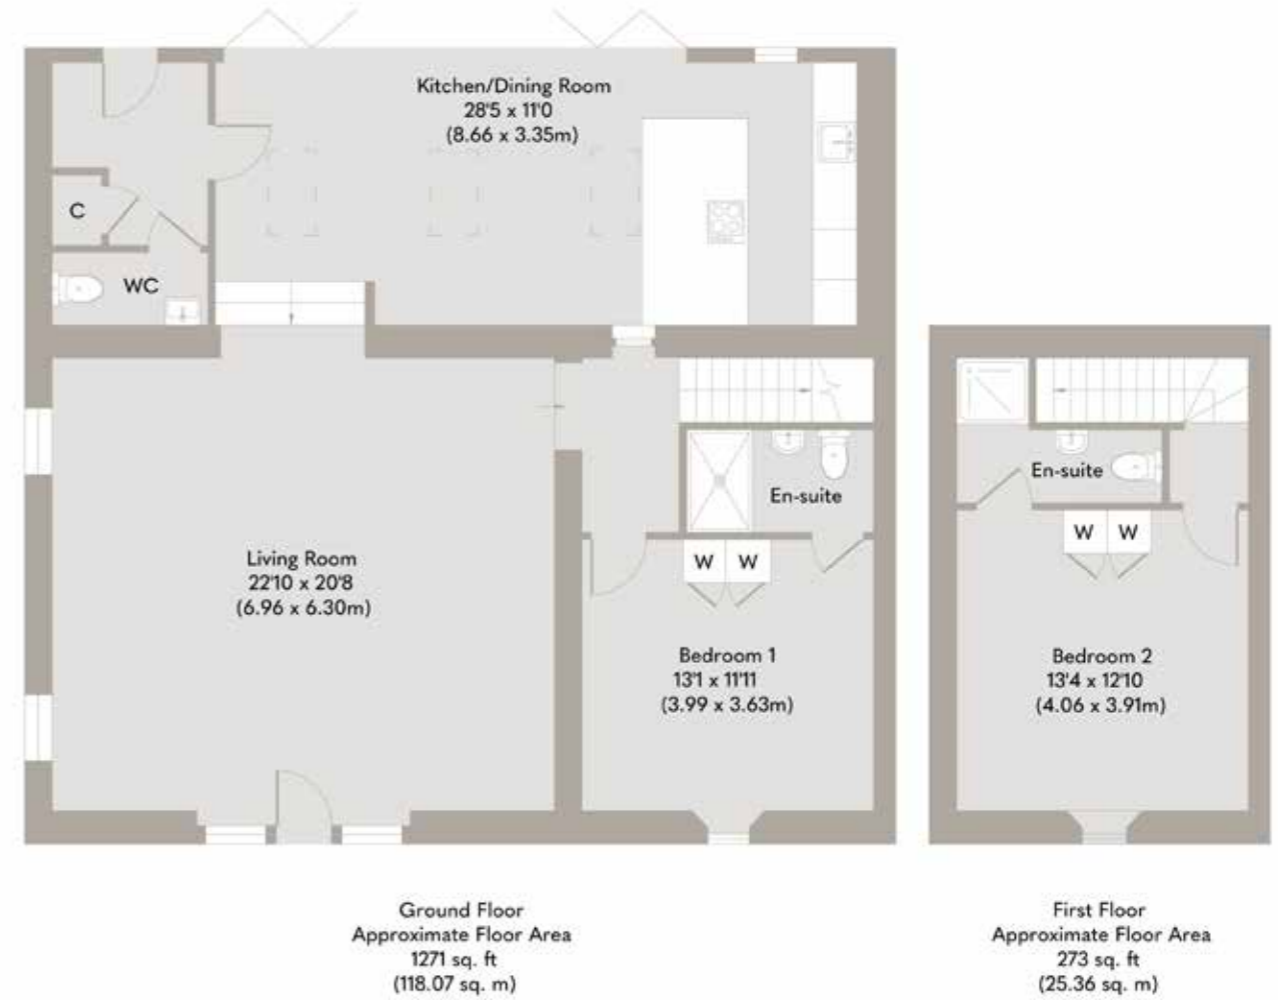 Kitchen/Dining Room
28'5 x 11'0
(8.66 x 3.35m)
C
WC
En-suite
W W
Living Room
22'10 x 20'8
(6.96 x 6.30m)
Bedroom 1
13'1 x 11'11
(3.99 x 3.63m)
En-suite
W W
Bedroom 2
13'4 x 12'10
(4.06 x 3.91m)
Ground Floor
Approximate Floor Area
1271 sq. ft
(118.07 sq. m)
First Floor
Approximate Floor Area
273 sq. ft
(25.36 sq. m)